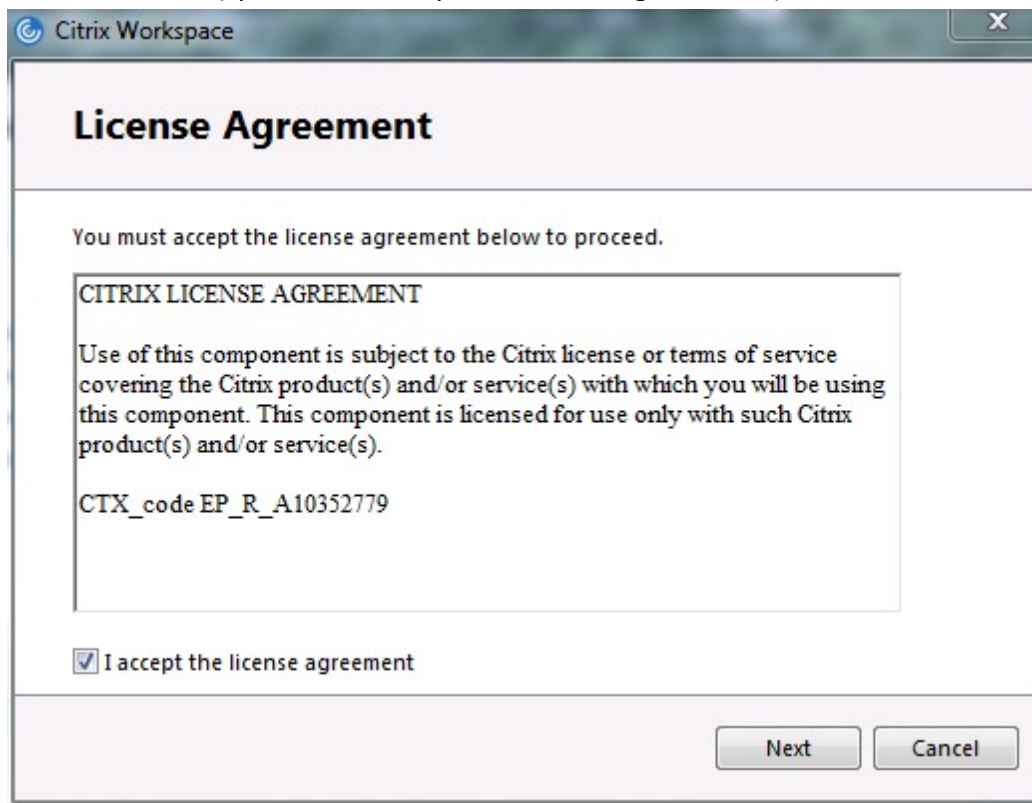 Citrix Workspace
License Agreement
You must accept the license agreement below to proceed.
CITRIX LICENSE AGREEMENT
Use of this component is subject to the Citrix license or terms of service
covering the Citrix product(s) and/or service(s) with which you will be using
this component. This component is licensed for use only with such Citrix
product(s) and/or service(s).
CTX_code EP_R_A10352779
I accept the license agreement
Next
Cancel